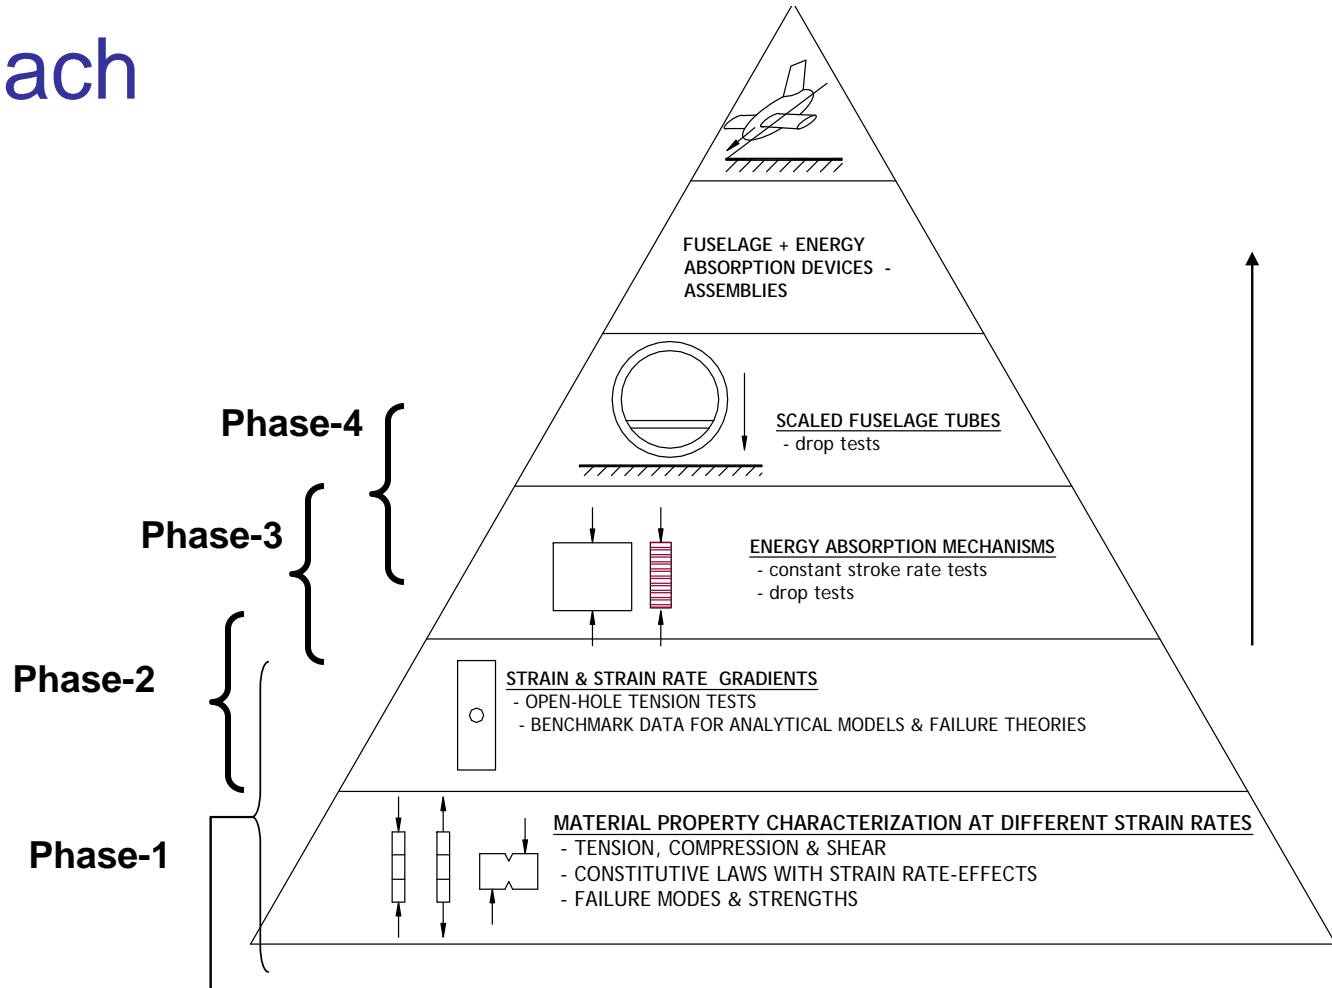 ach
FUSELAGE + ENERGY
ABSORPTION DEVICES -
ASSEMBLIES
Phase-4
SCALED FUSELAGE TUBES
- drop tests
Phase-3
ENERGY ABSORPTION MECHANISMS
- constant stroke rate tests
- drop tests
Phase-2
STRAIN & STRAIN RATE GRADIENTS
- OPEN-HOLE TENSION TESTS
- BENCHMARK DATA FOR ANALYTICAL MODELS & FAILURE THEORIES
Phase-1
MATERIAL PROPERTY CHARACTERIZATION AT DIFFERENT STRAIN RATES
- TENSION, COMPRESSION & SHEAR
- CONSTITUTIVE LAWS WITH STRAIN RATE-EFFECTS
- FAILURE MODES & STRENGTHS